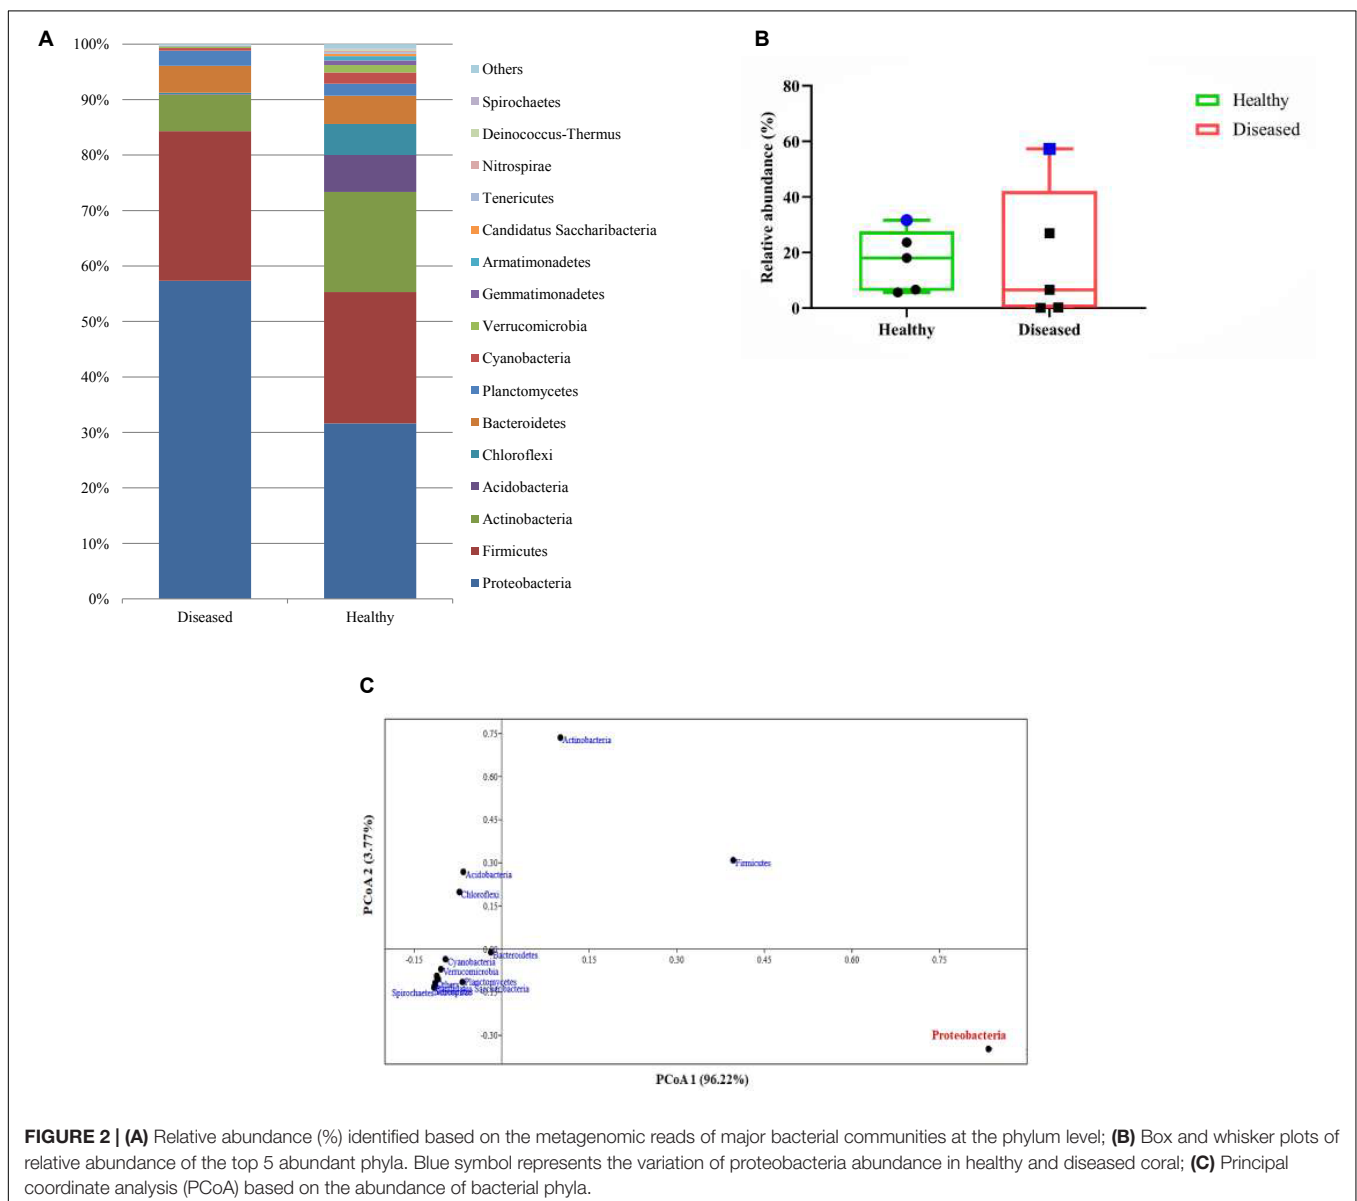 A
100%
90%
80%
70%
60%
50%
40%
30%
20%
10%
0%
Diseased
Healthy
Others
Spirochaetes
Deinococcus-Thermus
Nitrospirae
Tenericutes
Candidatus Saccharibacteria
Armatimonadetes
Gemmatimonadetes
Verrucomicrobia
Cyanobacteria
Planctomycetes
Bacteroidetes
Chloroflexi
Acidobacteria
Actinobacteria
Firmicutes
Proteobacteria
B
Relative abundance (%)
80
60
40
20
0
Healthy
Diseased
Healthy
Diseased
C
PCoA 2 (3.77%)
0.75
0.60
0.45
0.30
0.15
0.00
-0.15
-0.30
-0.15
0.15
0.30
0.45
0.60
0.75
Actinobacteria
Firmicutes
Acidobacteria
Chloroflexi
Bacteroidetes
Cyanobacteria
Verrucomicrobia
Planctomycetes
Others
Saccharibacteria
Spirochaetes
Proteobacteria
PCoA 1 (96.22%)
FIGURE 2 | (A) Relative abundance (%) identified based on the metagenomic reads of major bacterial communities at the phylum level; (B) Box and whisker plots of
relative abundance of the top 5 abundant phyla. Blue symbol represents the variation of proteobacteria abundance in healthy and diseased coral; (C) Principal
coordinate analysis (PCoA) based on the abundance of bacterial phyla.